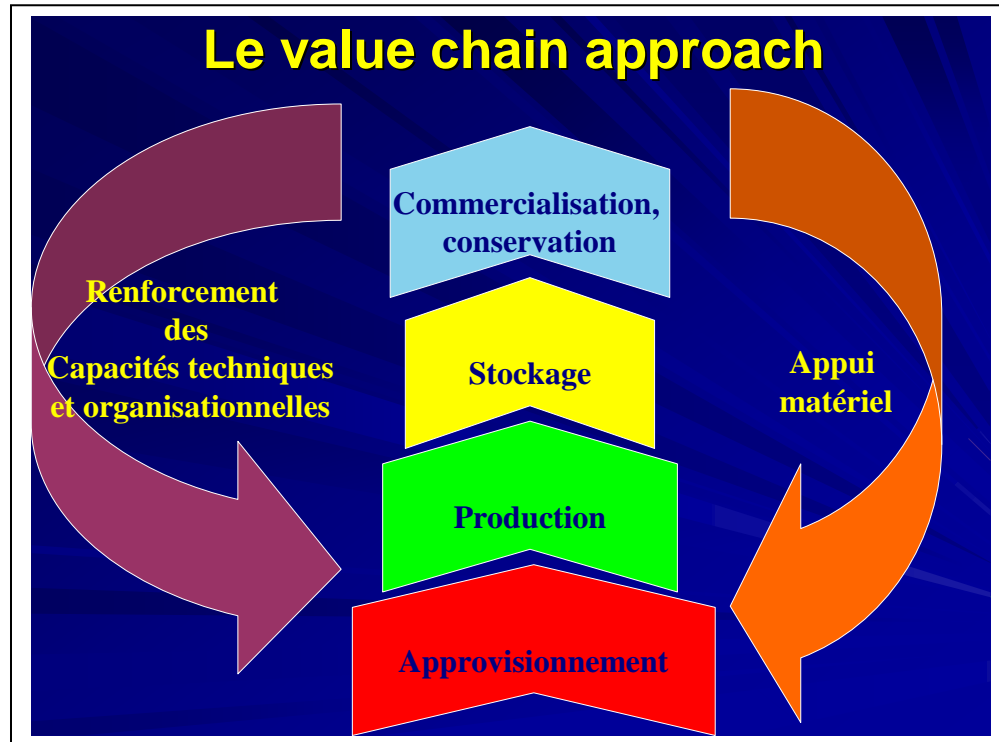 Le value chain approach
Commercialisation,
conservation
Renforcement
des
Capacités techniques
et organisationnelles
Stockage
Appui
matériel
Production
Approvisionnement